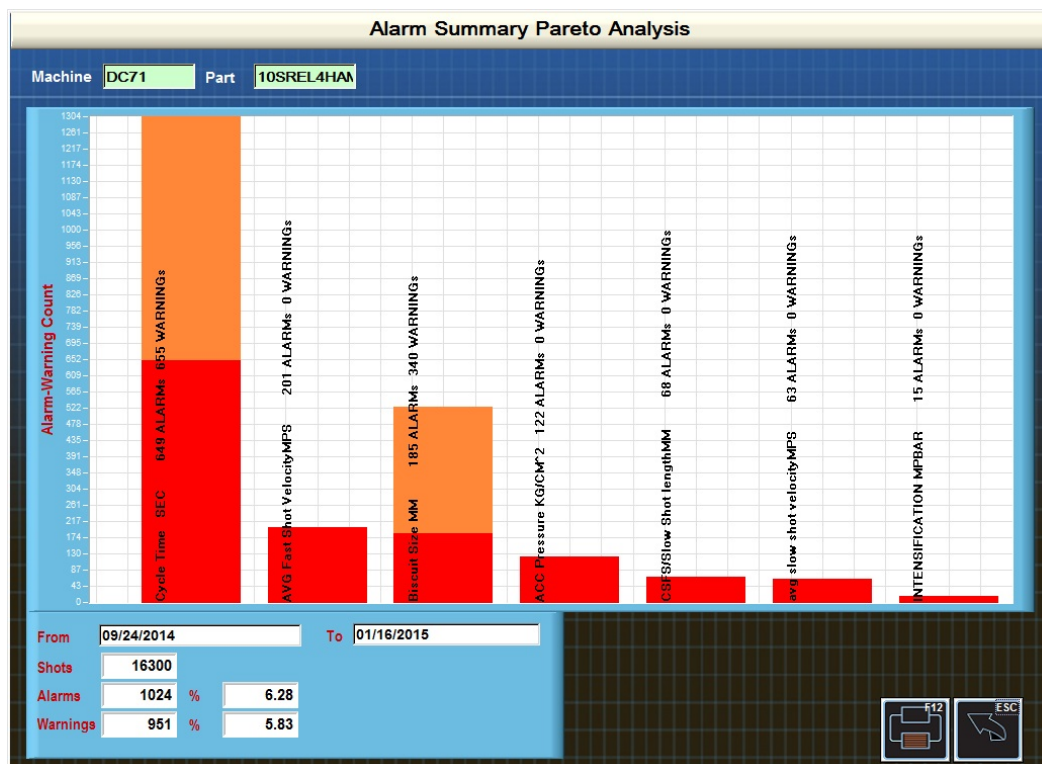 Alarm Summary Pareto Analysis
Machine DC71 Part 10SREL4HAM
Alarm-Warning Count
1304
1261
1217
1174
1130
1087
1043
1000
956
913
869
826
782
739
695
652
609
565
522
478
435
391
348
304
261
217
174
130
87
43
0
Cycle Time SEC 649 ALARMs 655 WARNINGs
AVG Fast Shot VelocityMPS 201 ALARMs 0 WARNINGs
Biscuit Size MM 185 ALARMs 340 WARNINGs
ACC Pressure KG/CM^2 122 ALARMs 0 WARNINGs
CSFS/Slow Shot lengthMM 68 ALARMs 0 WARNINGs
avg slow shot velocityMPS 63 ALARMs 0 WARNINGs
INTENSIFICATION MPBAR 15 ALARMs 0 WARNINGs
From 09/24/2014 To 01/16/2015
Shots 16300
Alarms 1024 % 6.28
Warnings 951 % 5.83
F12 ESC